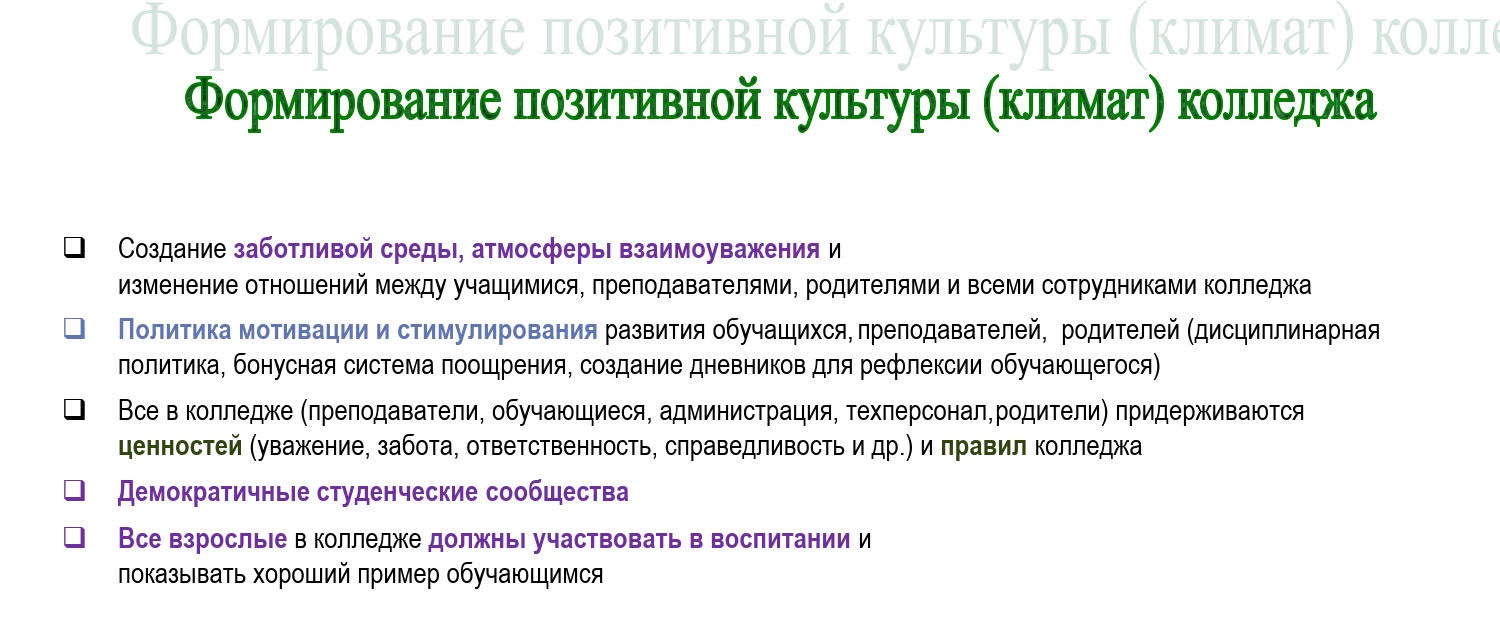 Формирование позитивной культуры (климат) колле
Формирование позитивной культуры (климат) колледжа
❑ Создание заботливой среды, атмосферы взаимоуважения и
изменение отношений между учащимися, преподавателями, родителями и всеми сотрудниками колледжа
❑ Политика мотивации и стимулирования развития обучащихся, преподавателей,  родителей (дисциплинарная
политика, бонусная система поощрения, создание дневников для рефлексии обучающегося)
❑ Все в колледже (преподаватели, обучающиеся, администрация, техперсонал,родители) придерживаются
ценностей (уважение, забота, ответственность, справедливость и др.) и правил колледжа
❑ Демократичные студенческие сообщества
❑ Все взрослые в колледже должны участвовать в воспитании и
показывать хороший пример обучающимся